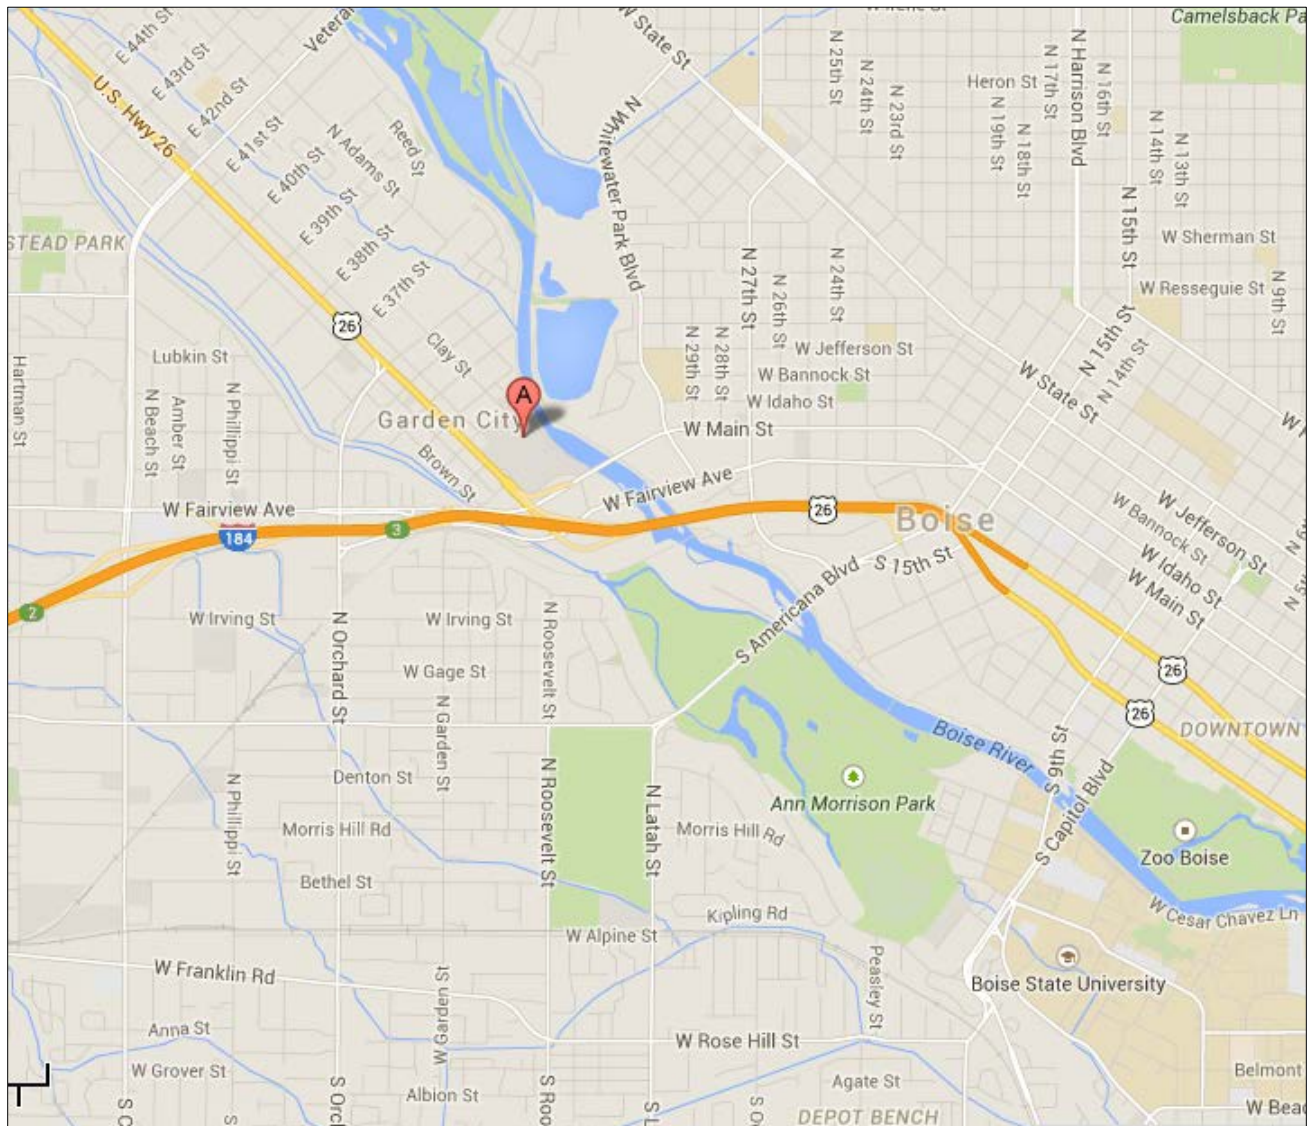 Camelsback Pa
W State St
Veterar
E 44th St
E 43rd St
E 42nd St
E 41st St
E 40th St
E 39th St
E 38th St
E 37th St
U.S. Hwy 26
N Adams St
Reed St
N Whitewater Park Blvd
N 25th St
N 24th St
N 23rd St
Heron St
N 19th St
N 18th St
N 17th St
N Harrison Blvd
N 16th St
N 15th St
N 14th St
N 13th St
W Sherman St
W Resseguie St
N 9th St
STEAD PARK
26
Clay St
Lubkin St
Hartman St
N Beach St
Amber St
N Phillippi St
N 27th St
N 26th St
N 24th St
N 29th St
N 28th St
W Jefferson St
W Bannock St
W Idaho St
W Main St
N 15th St
N 14th St
W State St
A
Garden City
Brown St
W Fairview Ave
W Fairview Ave
184
3
2
26
Boise
S 15th St
S Americana Blvd
W Jefferson St
W Bannock St
W Idaho St
W Main St
W Irving St
W Irving St
N Orchard St
N Roosevelt St
W Gage St
N Garden St
26
26
DOWNTOWN
Boise River
S 9th St
S Capitol Blvd
Ann Morrison Park
Zoo Boise
W Cesar Chavez Ln
Denton St
N Phillippi St
Morris Hill Rd
Bethel St
N Roosevelt St
N Latah St
Morris Hill Rd
Kipling Rd
W Alpine St
Peasley St
W Franklin Rd
W Garden St
Boise State University
Anna St
W Grover St
W Rose Hill St
Agate St
Albion St
Belmont
W Bea
S C
S
S Orcl
S Roo
S L
DEPOT BENCH